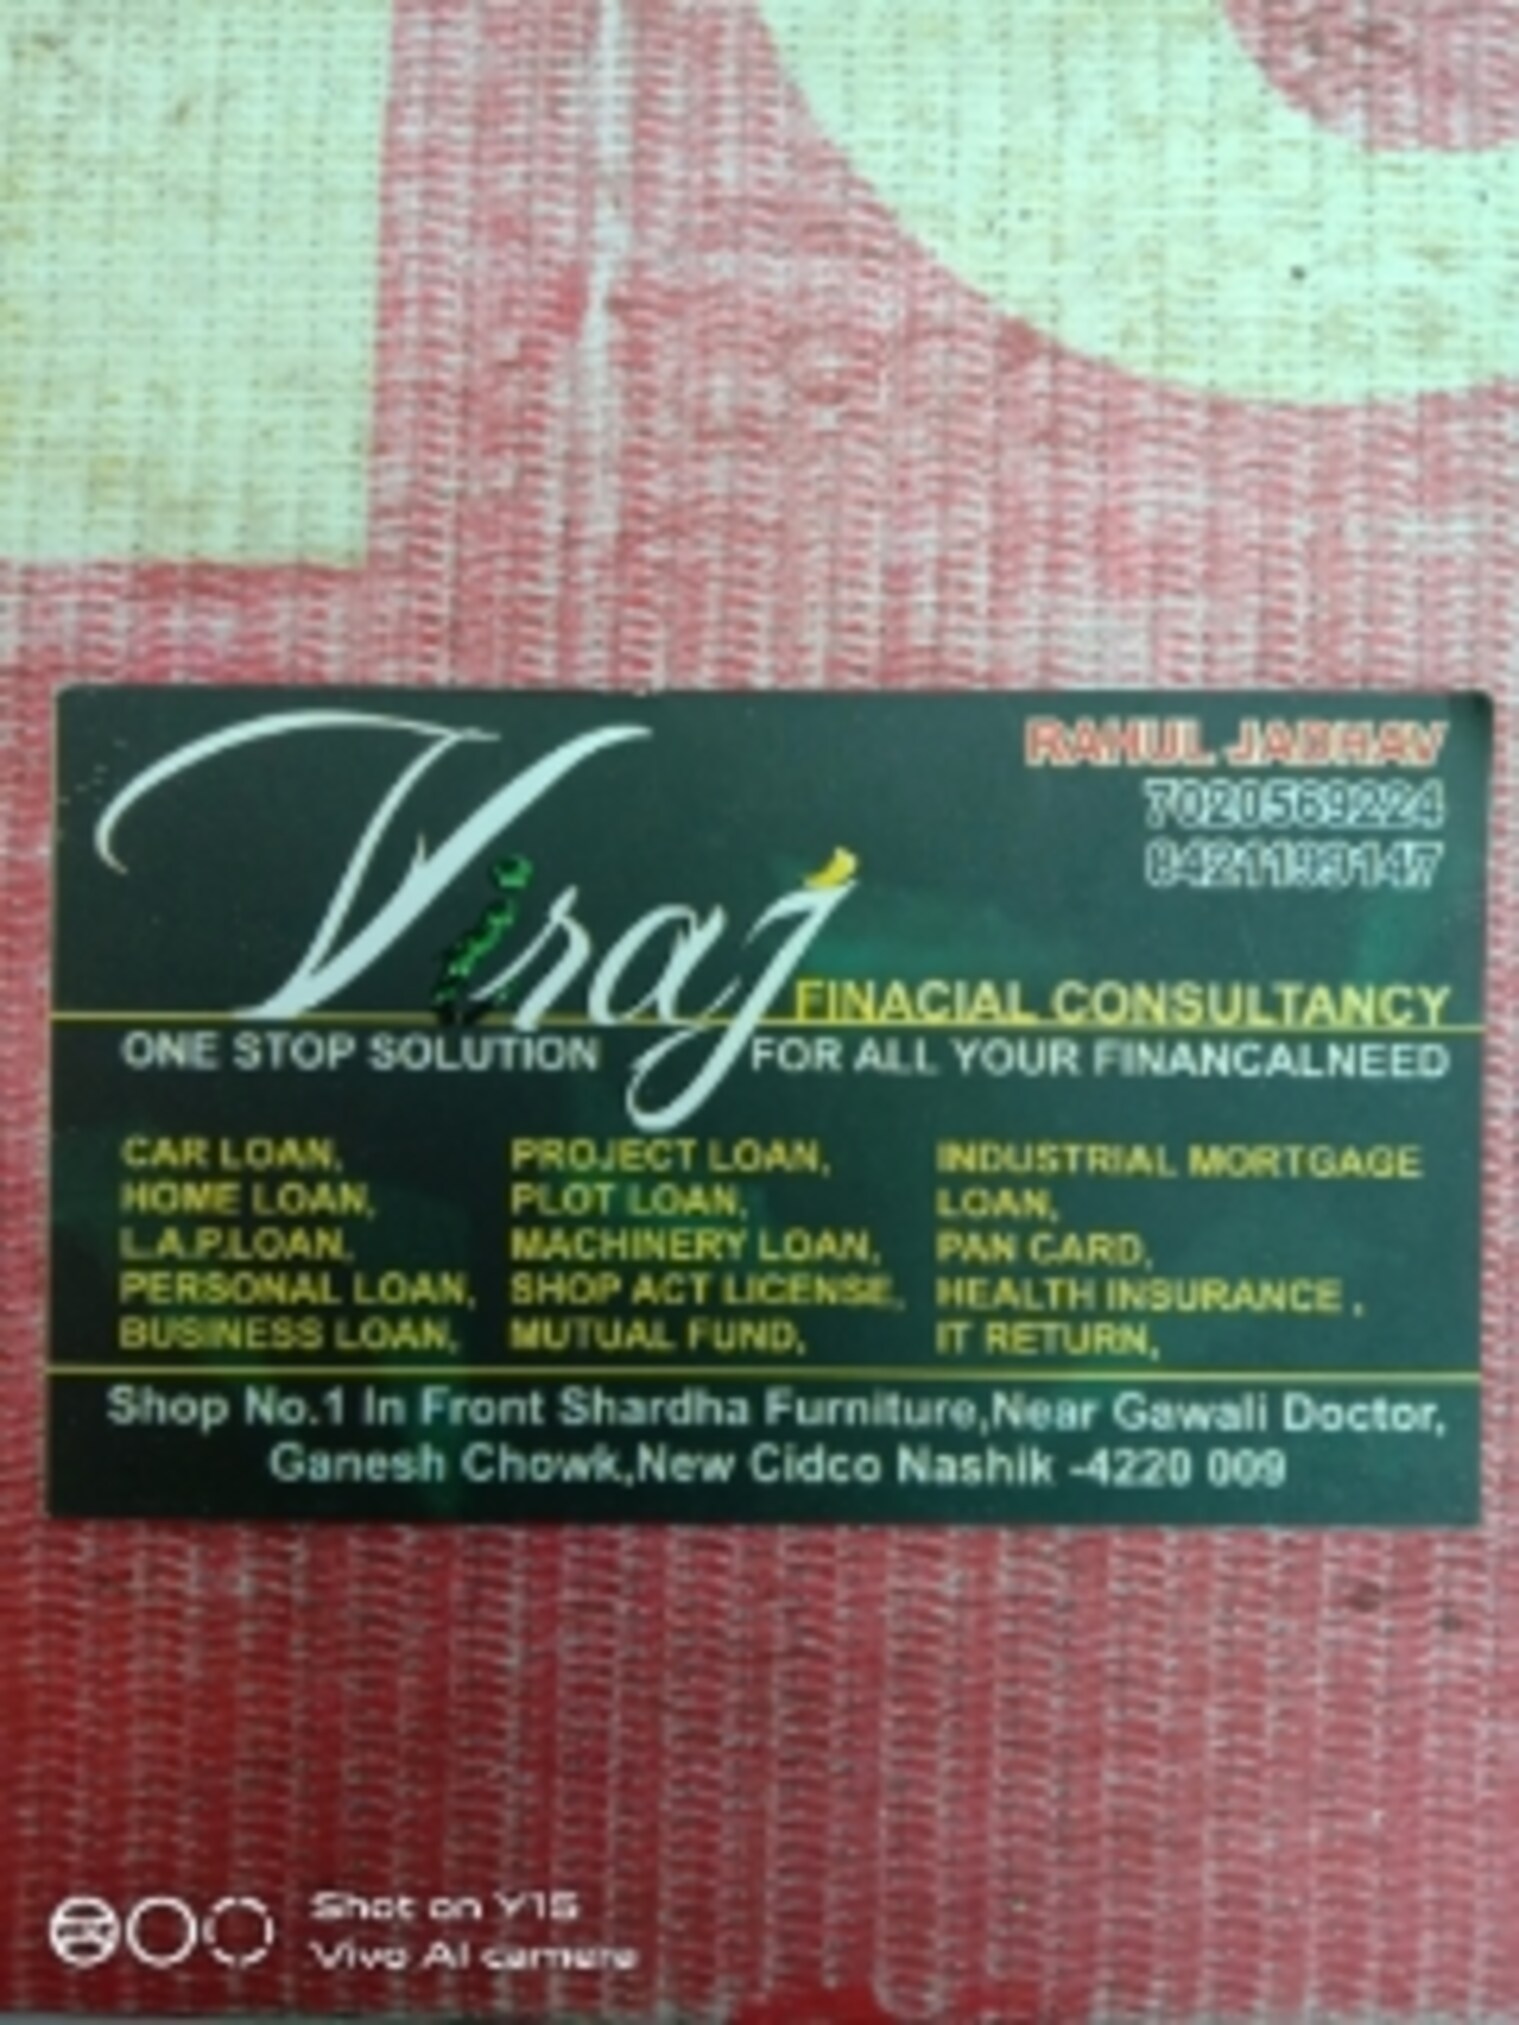 RAHUL JADHAV
7020569224
8421193147
Viraj
FINACIAL CONSULTANCY
ONE STOP SOLUTION FOR ALL YOUR FINANCALNEED
CAR LOAN,
HOME LOAN,
L.A.P.LOAN,
PERSONAL LOAN,
BUSINESS LOAN,
PROJECT LOAN,
PLOT LOAN,
MACHINERY LOAN,
SHOP ACT LICENSE,
MUTUAL FUND,
INDUSTRIAL MORTGAGE
LOAN,
PAN CARD,
HEALTH INSURANCE ,
IT RETURN,
Shop No.1 In Front Shardha Furniture,Near Gawali Doctor,
Ganesh Chowk,New Cidco Nashik -4220 009
Shot on Y15
Vivo AI camera